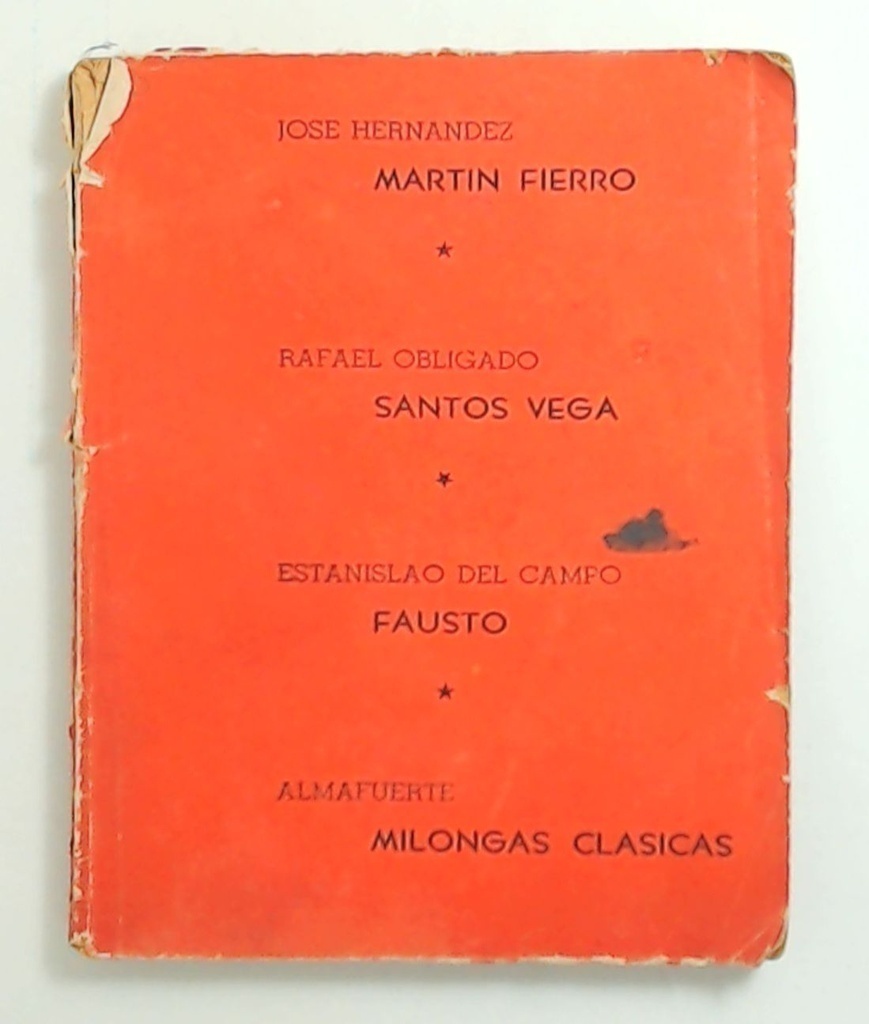 JOSE HERNANDEZ
MARTIN FIERRO
RAFAEL OBLIGADO
SANTOS VEGA
ESTANISLAO DEL CAMPO
FAUSTO
ALMAFUERTE
MILONGAS CLASICAS